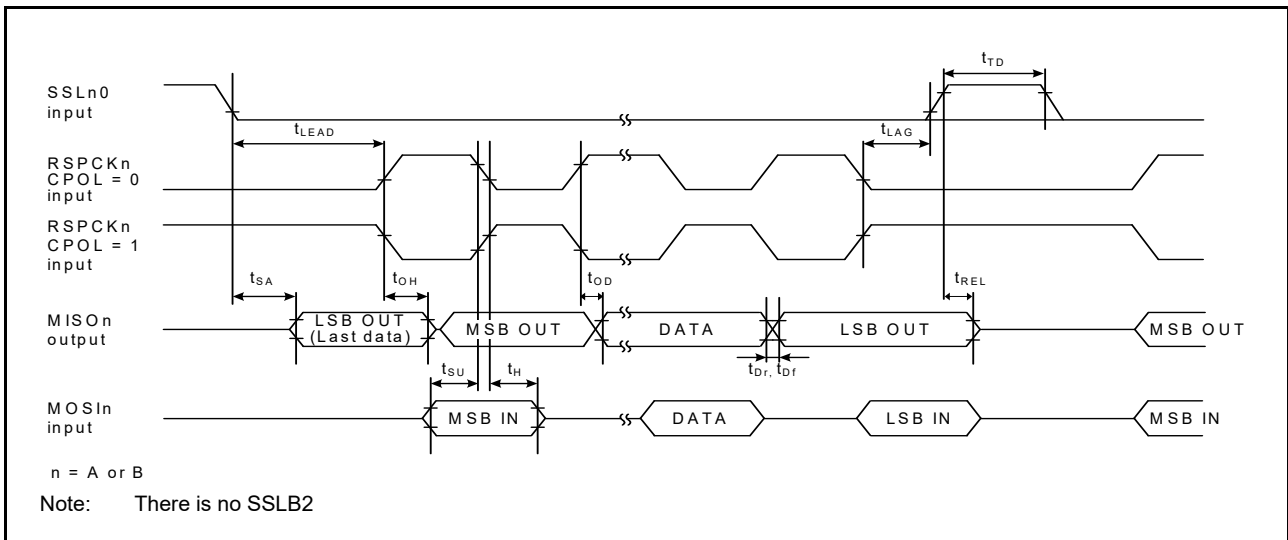 tTD
SSLn0
input
tLEAD
tLAG
RSPCKn
CPOL = 0
input
RSPCKn
CPOL = 1
input
tSA
tOH
tOD
tREL
MISOn
output
LSB OUT
(Last data)
MSB OUT
DATA
LSB OUT
MSB OUT
tSU
tH
tDr, tDf
MOSIn
input
MSB IN
DATA
LSB IN
MSB IN
n = A or B
Note: There is no SSLB2